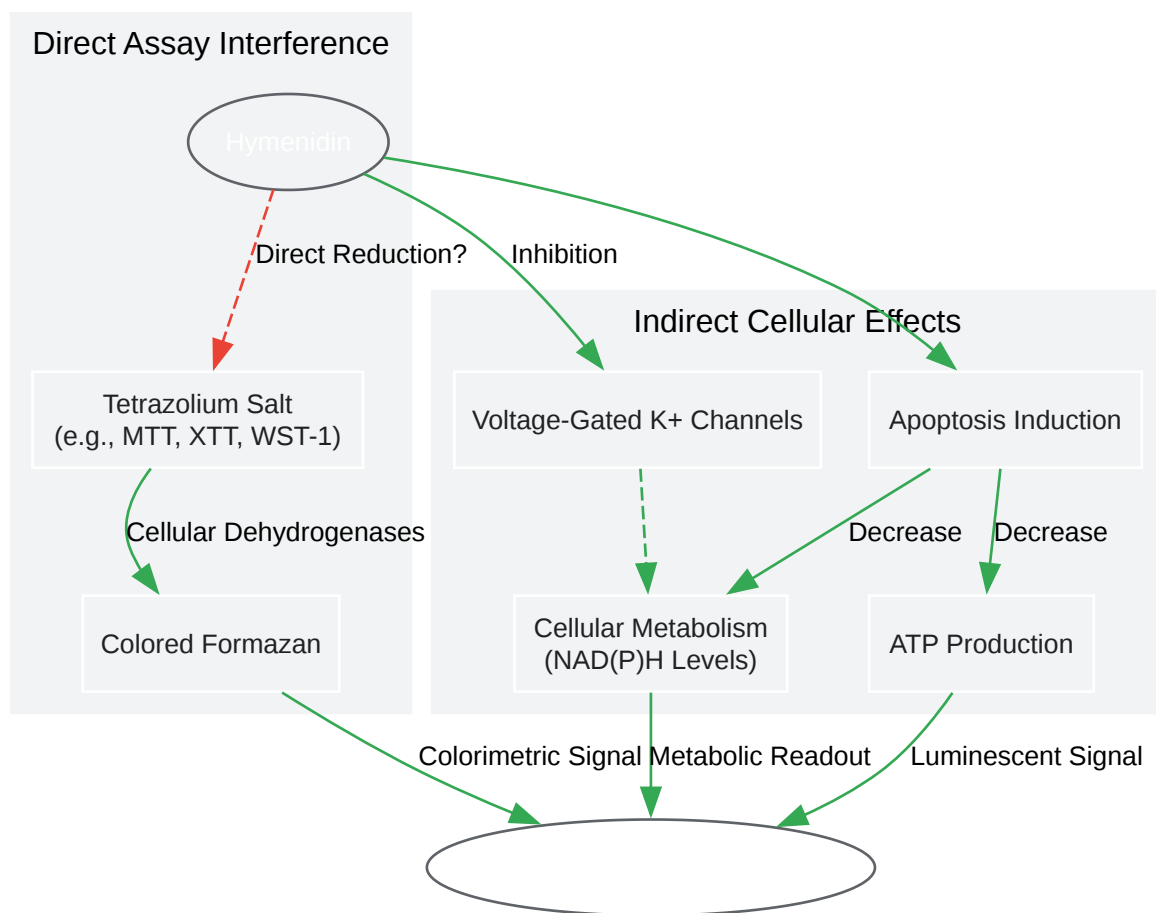 Direct Assay Interference
Hymenidin
Direct Reduction?
Inhibition
Indirect Cellular Effects
Tetrazolium Salt
(e.g., MTT, XTT, WST-1)
Voltage-Gated K+ Channels
Apoptosis Induction
Cellular Dehydrogenases
Decrease
Decrease
Colored Formazan
Cellular Metabolism
(NAD(P)H Levels)
ATP Production
Colorimetric Signal
Metabolic Readout
Luminescent Signal